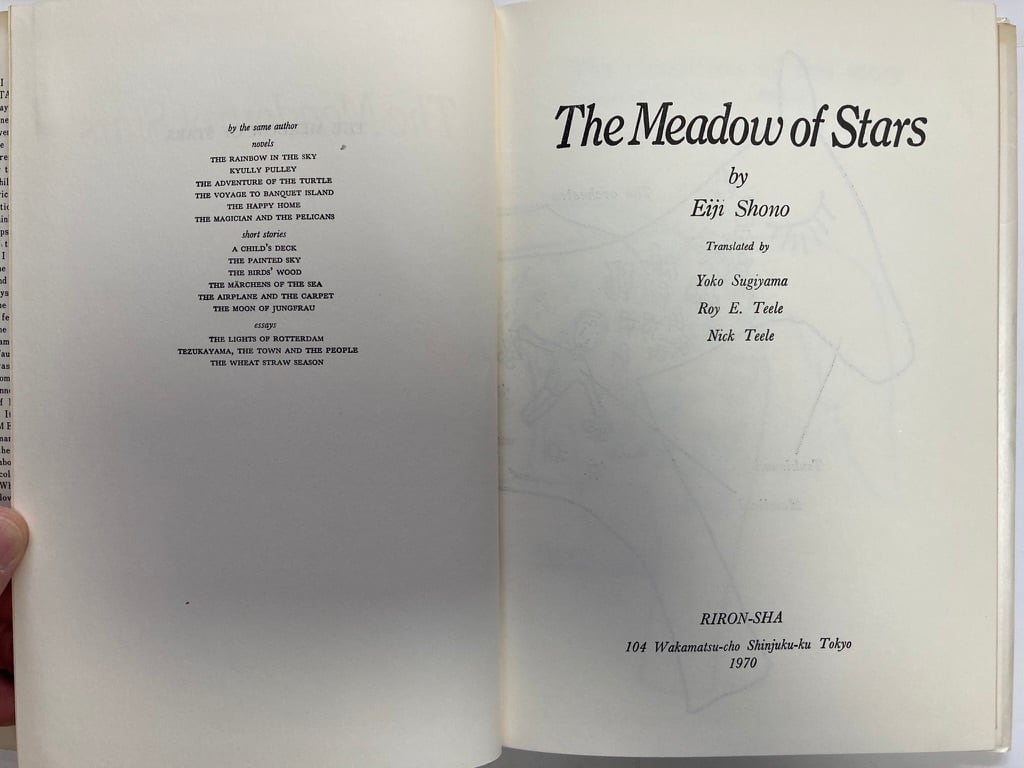 by the same author
novels
THE RAINBOW IN THE SKY
KYULLY PULLEY
THE ADVENTURE OF THE TURTLE
THE VOYAGE TO BANQUET ISLAND
THE HAPPY HOME
THE MAGICIAN AND THE PELICANS
short stories
A CHILD'S DECK
THE PAINTED SKY
THE BIRDS' WOOD
THE MÄRCHENS OF THE SEA
THE AIRPLANE AND THE CARPET
THE MOON OF JUNGFRAU
essays
THE LIGHTS OF ROTTERDAM
TEZUKAYAMA, THE TOWN AND THE PEOPLE
THE WHEAT STRAW SEASON
The Meadow of Stars
by
Eiji Shono
Translated by
Yoko Sugiyama
Roy E. Teele
Nick Teele
RIRON-SHA
104 Wakamatsu-cho Shinjuku-ku Tokyo
1970